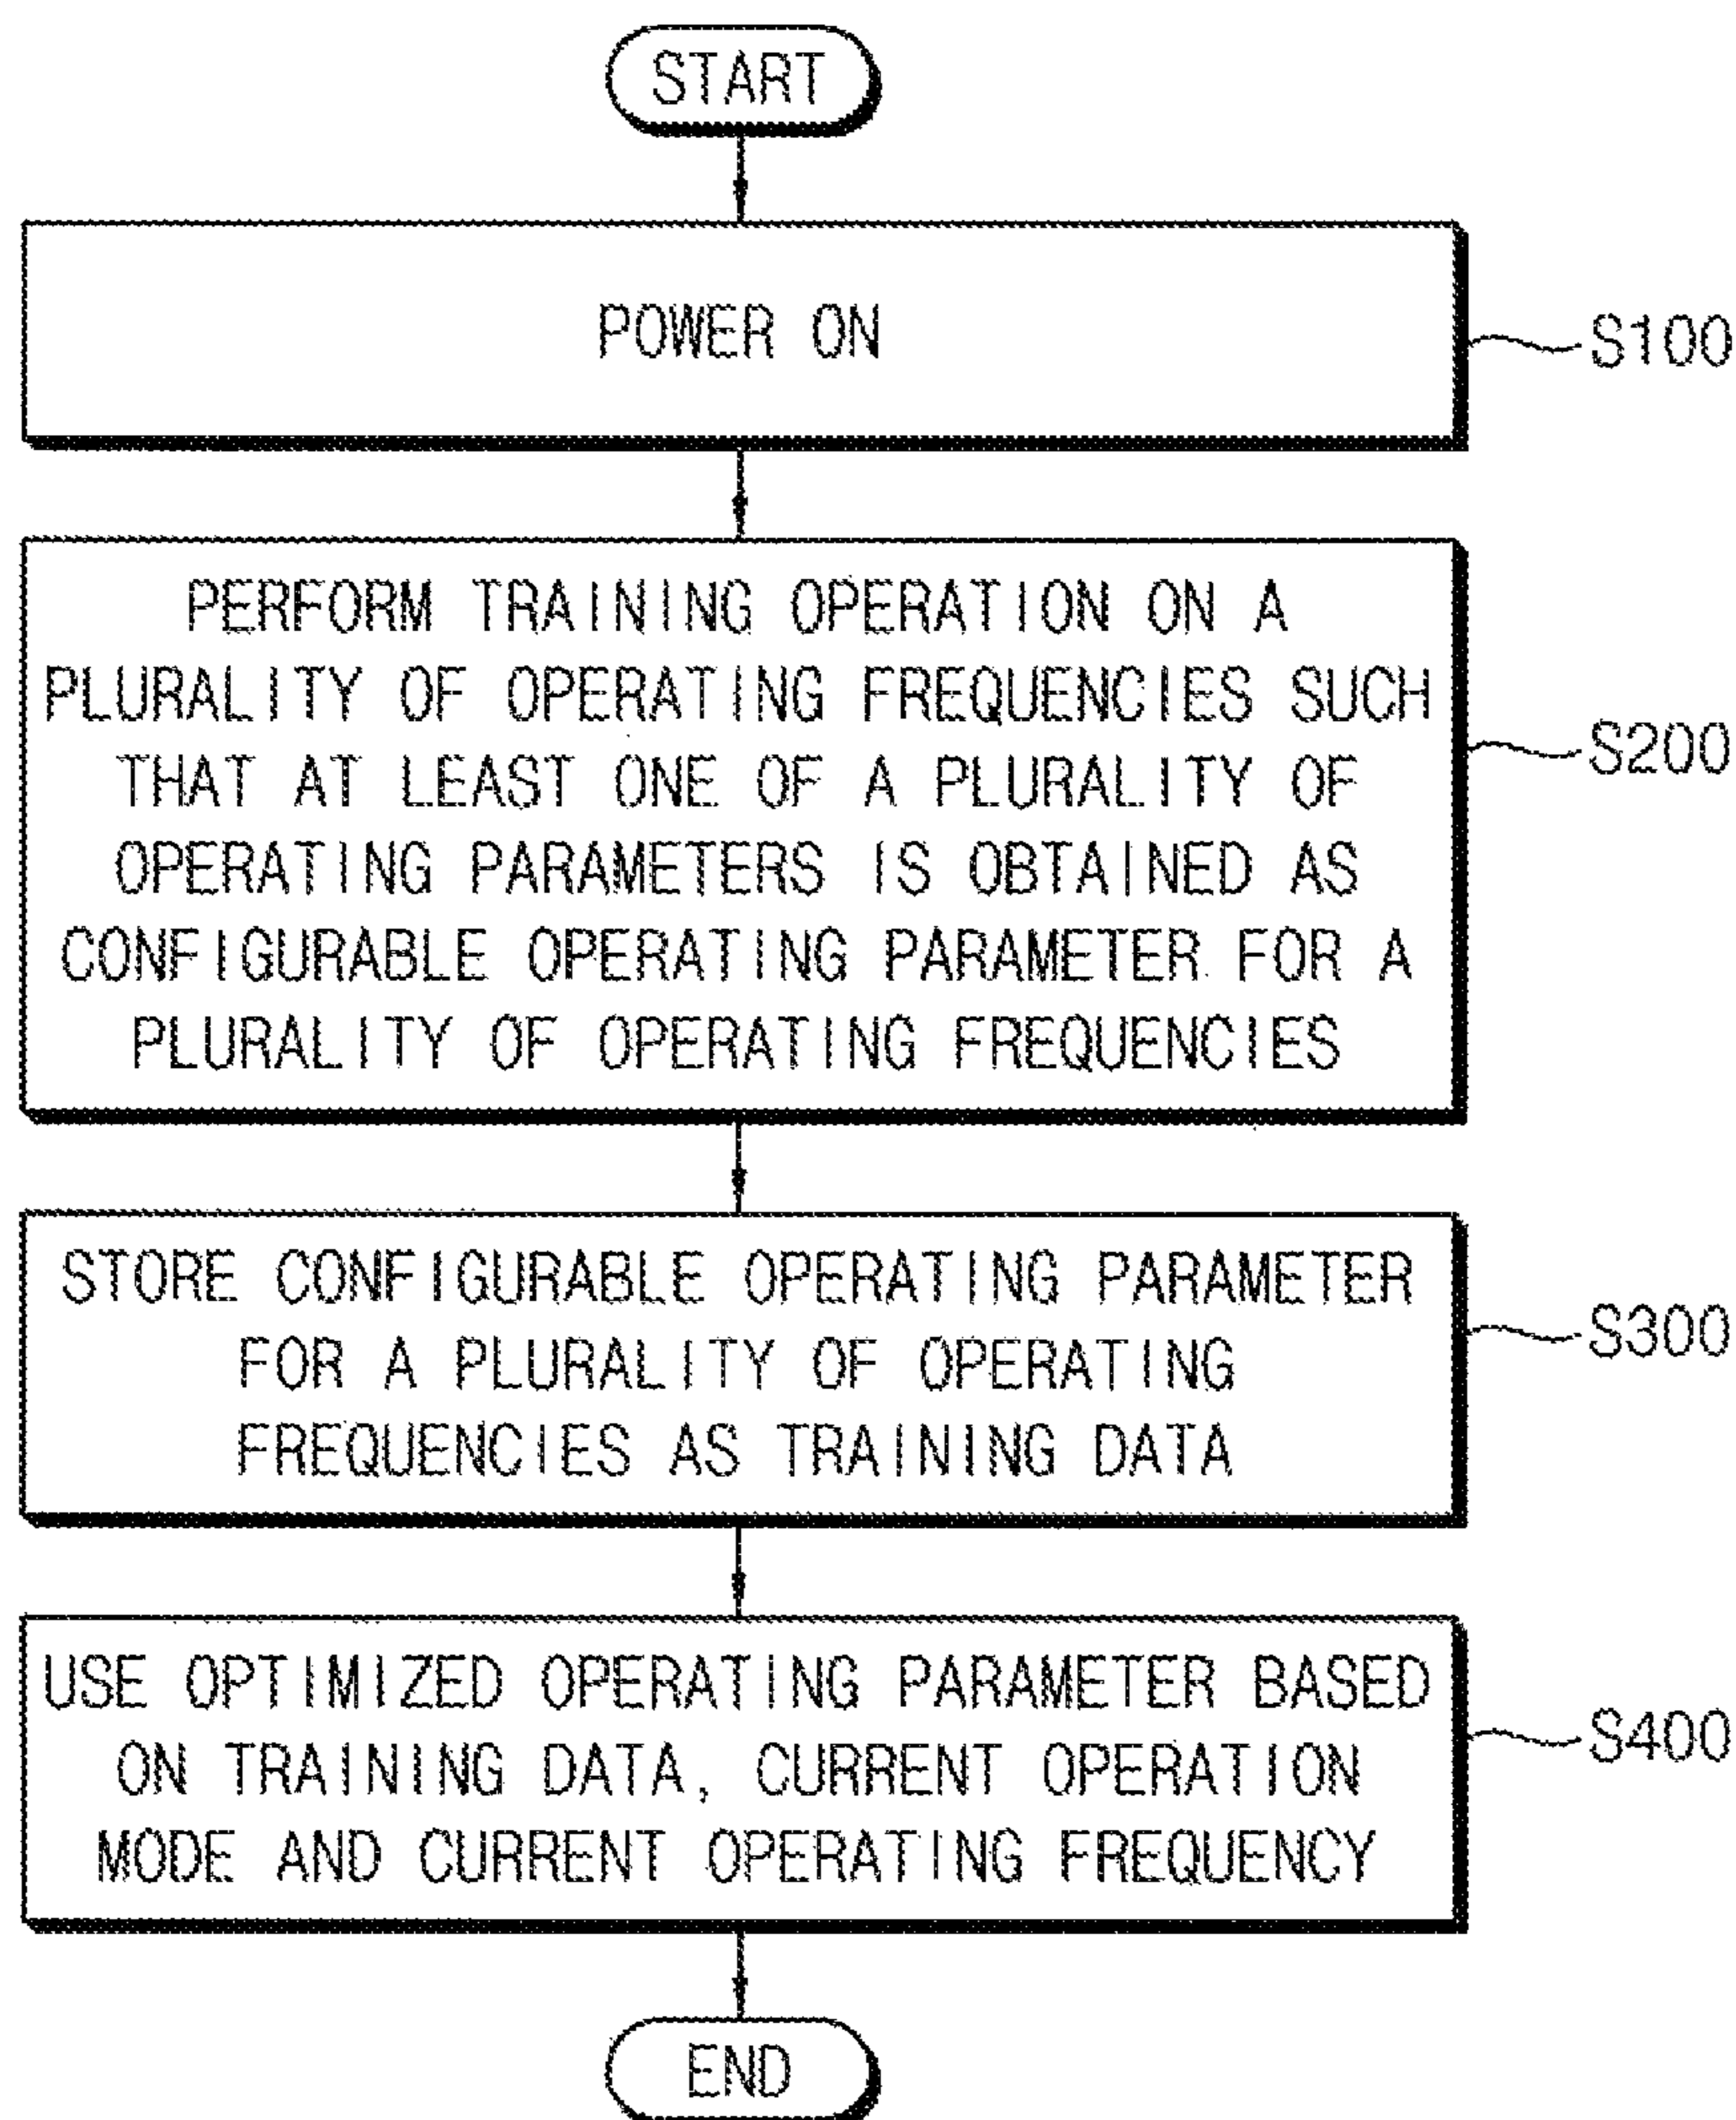 START
POWER ON
S100
PERFORM TRAINING OPERATION ON A
PLURALITY OF OPERATING FREQUENCIES SUCH
THAT AT LEAST ONE OF A PLURALITY OF
OPERATING PARAMETERS IS OBTAINED AS
CONFIGURABLE OPERATING PARAMETER FOR A
PLURALITY OF OPERATING FREQUENCIES
S200
STORE CONFIGURABLE OPERATING PARAMETER
FOR A PLURALITY OF OPERATING
FREQUENCIES AS TRAINING DATA
S300
USE OPTIMIZED OPERATING PARAMETER BASED
ON TRAINING DATA, CURRENT OPERATION
MODE AND CURRENT OPERATING FREQUENCY
S400
END